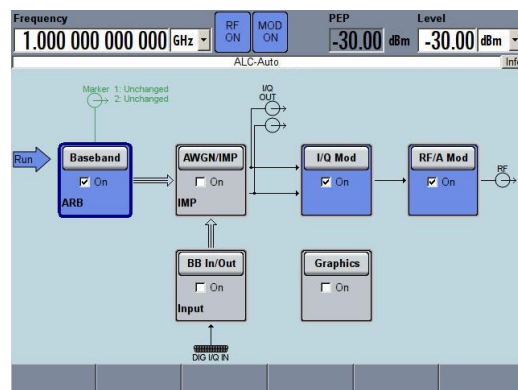 Frequency
1.000 000 000 000 GHz
RF ON
MOD ON
PEP
-30.00 dBm
Level
-30.00 dBm
ALC-Auto
Info
Marker 1: Unchanged
2: Unchanged
I/Q OUT
Run
Baseband
On
ARB
AWGN/IMP
On
IMP
I/Q Mod
On
RF/A Mod
On
RF
BB In/Out
On
Input
Graphics
On
DIG I/Q IN